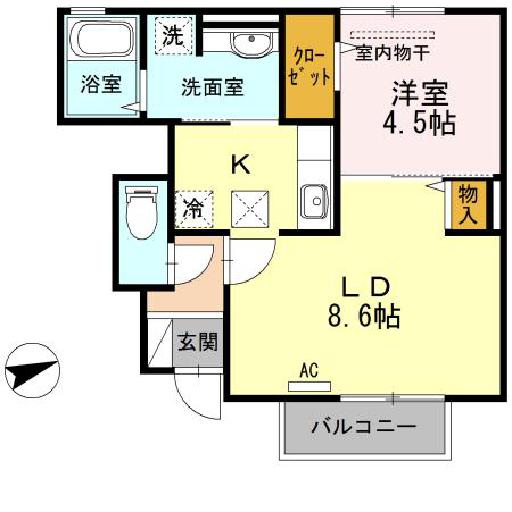 洗
浴室
洗面室
クロー
ゼット
室内物干
洋室
4.5帖
K
冷
物
入
LD
8.6帖
玄関
AC
バルコニー